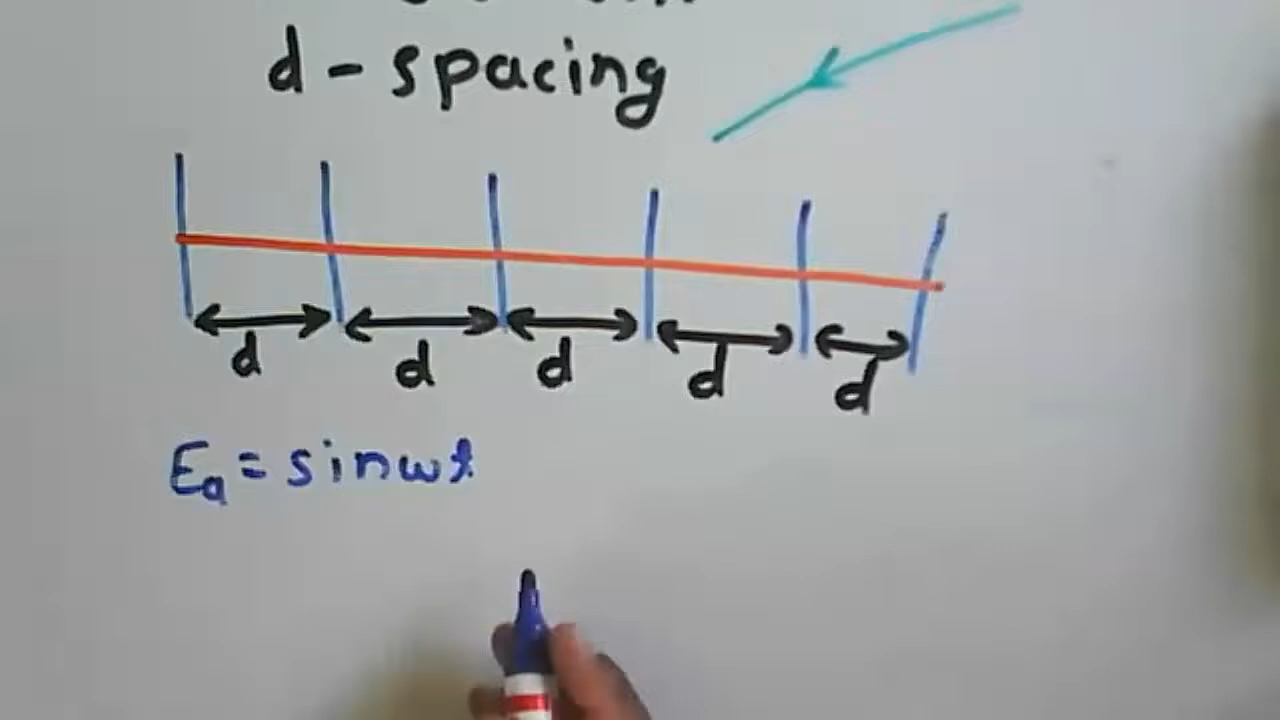 d - spacing
d d d d d
Ea = sinωt